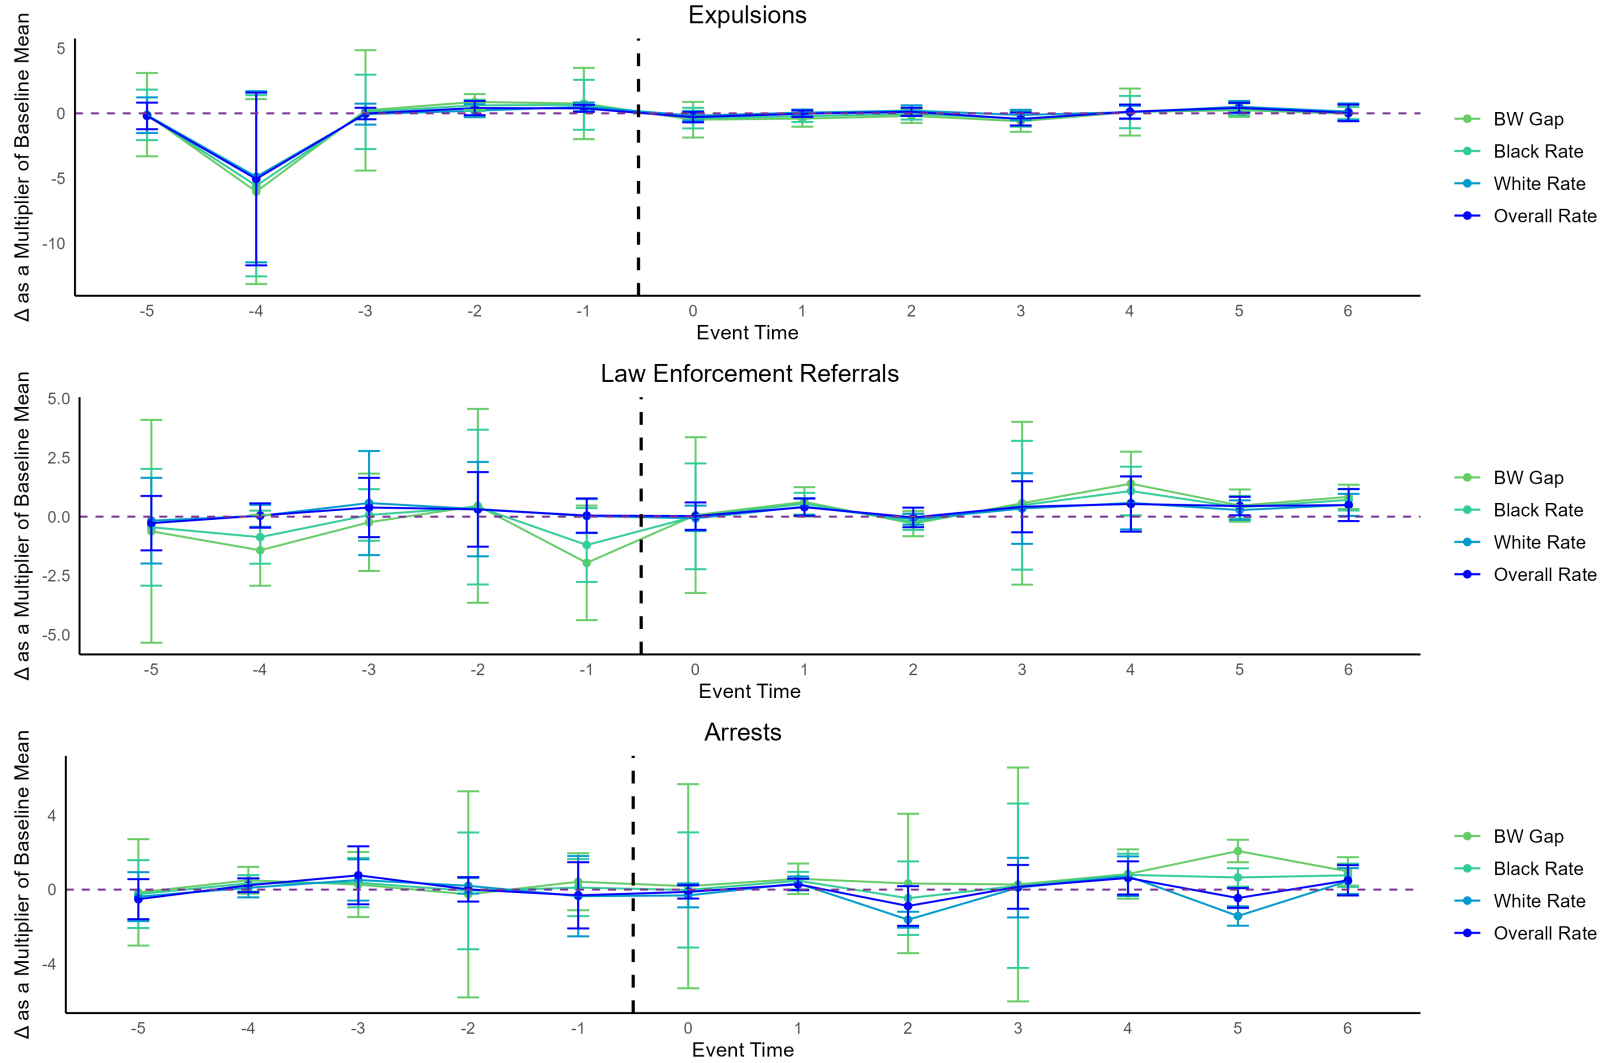 Expulsions
Δ as a Multiplier of Baseline Mean
5
0
-5
-10
-5 -4 -3 -2 -1 0 1 2 3 4 5 6
Event Time
BW Gap
Black Rate
White Rate
Overall Rate
Law Enforcement Referrals
Δ as a Multiplier of Baseline Mean
5.0
2.5
0.0
-2.5
-5.0
-5 -4 -3 -2 -1 0 1 2 3 4 5 6
Event Time
BW Gap
Black Rate
White Rate
Overall Rate
Arrests
Δ as a Multiplier of Baseline Mean
4
0
-4
-5 -4 -3 -2 -1 0 1 2 3 4 5 6
Event Time
BW Gap
Black Rate
White Rate
Overall Rate